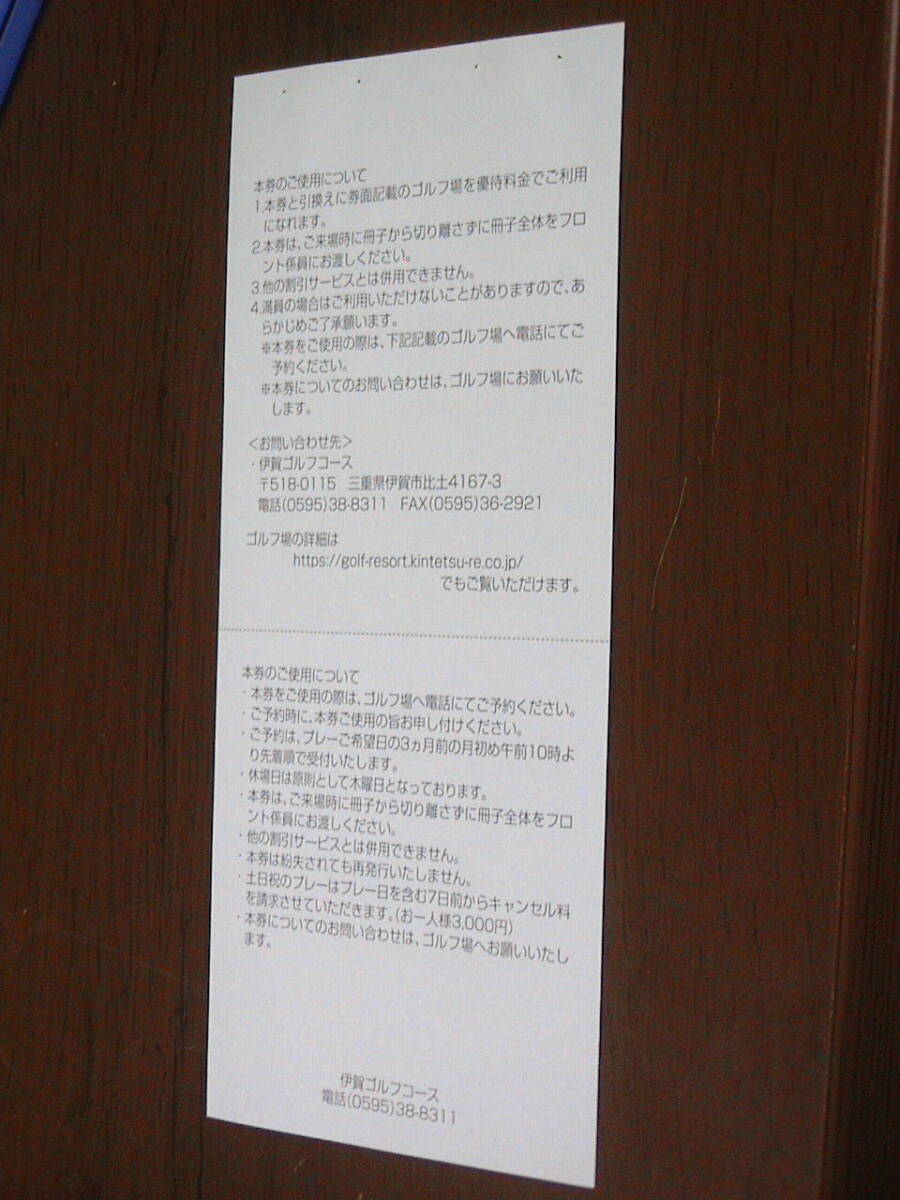 本券のご使用について
1.本券と引換えに券面記載のゴルフ場を優待料金でご利用
になれます。
2.本券は、ご来場時に冊子から切り離さずに冊子全体をフロ
ント係員にお渡しください。
3.他の割引サービスとは併用できません。
4.満員の場合はご利用いただけないことがありますので、あ
らかじめご了承願います。
※本券をご使用の際は、下記記載のゴルフ場へ電話にてご
予約ください。
※本券についてのお問い合わせは、ゴルフ場にお願いいた
します。
＜お問い合わせ先＞
・伊賀ゴルフコース
〒518-0115　三重県伊賀市比土4167-3
電話(0595)38-8311　FAX(0595)36-2921
ゴルフ場の詳細は
https://golf-resort.kintetsu-re.co.jp/
でもご覧いただけます。
本券のご使用について
・本券をご使用の際は、ゴルフ場へ電話にてご予約ください。
・ご予約時に、本券ご使用の旨お申し付けください。
・ご予約は、プレーご希望日の3ヵ月前の月初め午前10時よ
り先着順で受付いたします。
・休場日は原則として木曜日となっております。
・本券は、ご来場時に冊子から切り離さずに冊子全体をフロ
ント係員にお渡しください。
・他の割引サービスとは併用できません。
・本券は紛失されても再発行いたしません。
・土日祝のプレーはプレー日を含む7日前からキャンセル料
を請求させていただきます。(お一人様3,000円)
・本券についてのお問い合わせは、ゴルフ場へお願いいたし
ます。
伊賀ゴルフコース
電話(0595)38-8311